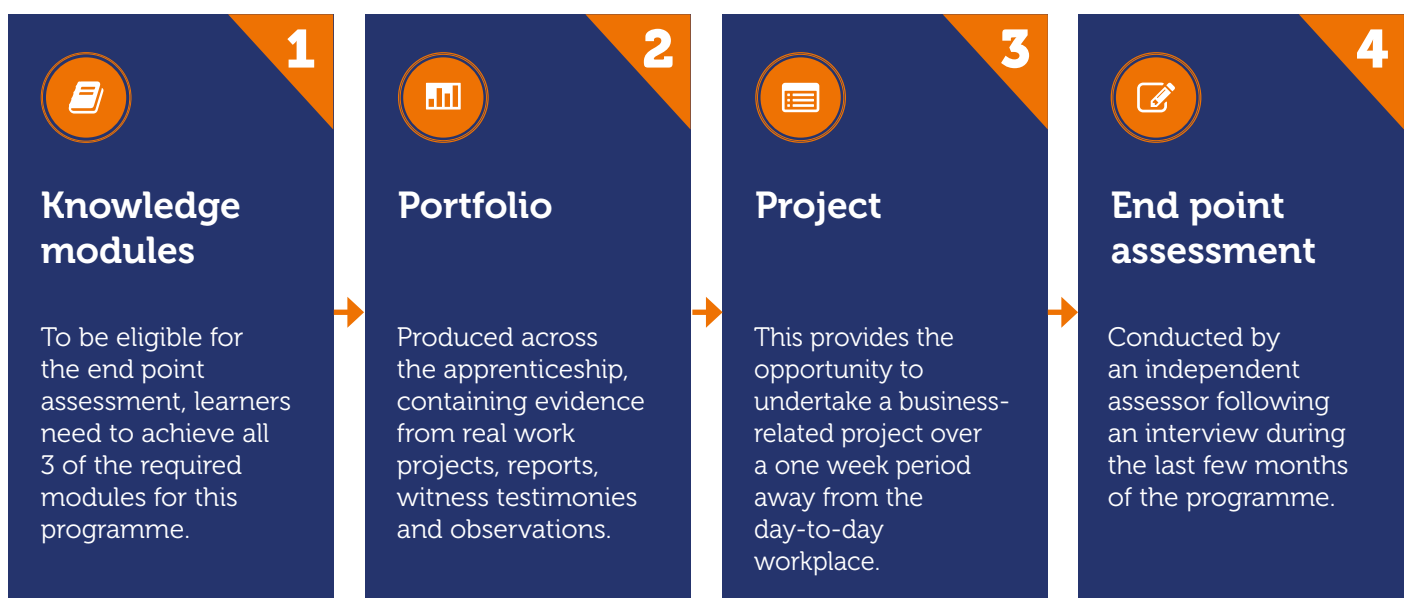 1
Knowledge
modules
To be eligible for
the end point
assessment, learners
need to achieve all
3 of the required
modules for this
programme.
2
Portfolio
Produced across
the apprenticeship,
containing evidence
from real work
projects, reports,
witness testimonies
and observations.
3
Project
This provides the
opportunity to
undertake a business-
related project over
a one week period
away from the
day-to-day
workplace.
4
End point
assessment
Conducted by
an independent
assessor following
an interview during
the last few months
of the programme.